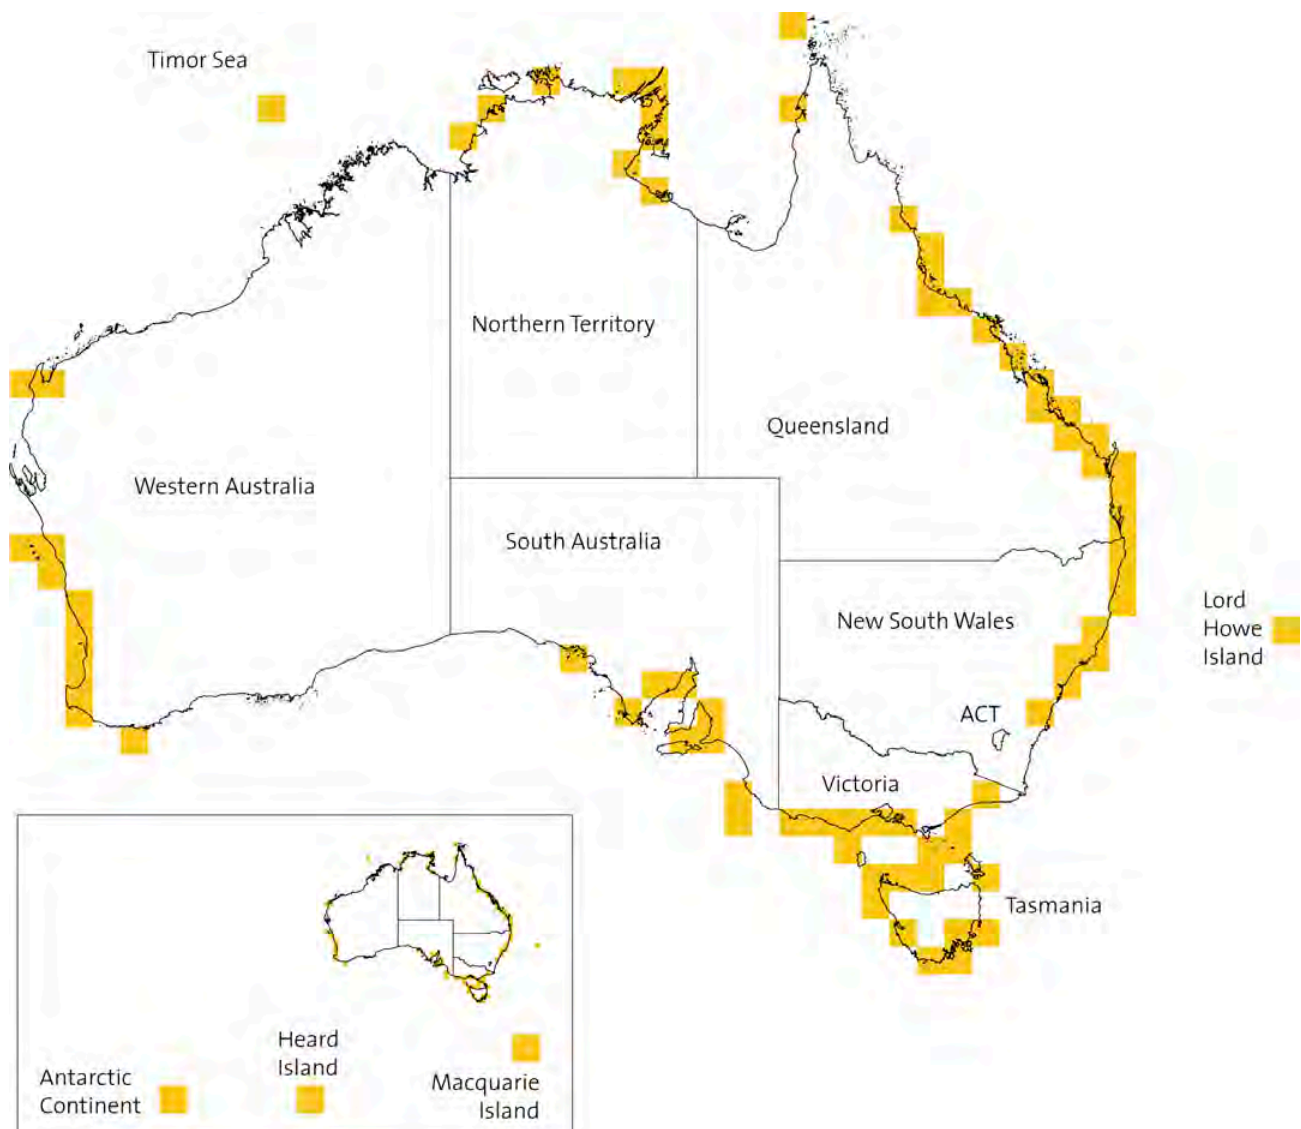 Timor Sea
Northern Territory
Queensland
Western Australia
South Australia
New South Wales
Lord
Howe
Island
ACT
Victoria
Tasmania
Heard
Island
Antarctic
Continent
Macquarie
Island